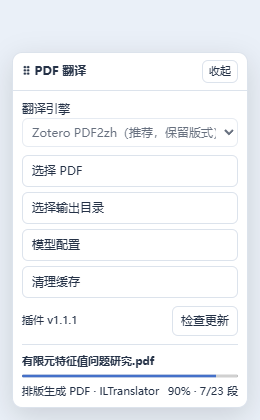 PDF 翻译
收起
翻译引擎
Zotero PDF2zh（推荐，保留版式）
选择 PDF
选择输出目录
模型配置
清理缓存
插件 v1.1.1
检查更新
有限元特征值问题研究.pdf
排版生成 PDF · ILTranslator 90% · 7/23 段